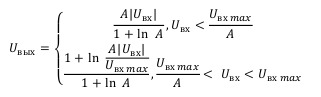 U_вых = { A|U_вх| / (1 + ln A), U_вх < U_вх max / A
(1 + ln (A|U_вх| / U_вх max)) / (1 + ln A), U_вх max / A < U_вх < U_вх max